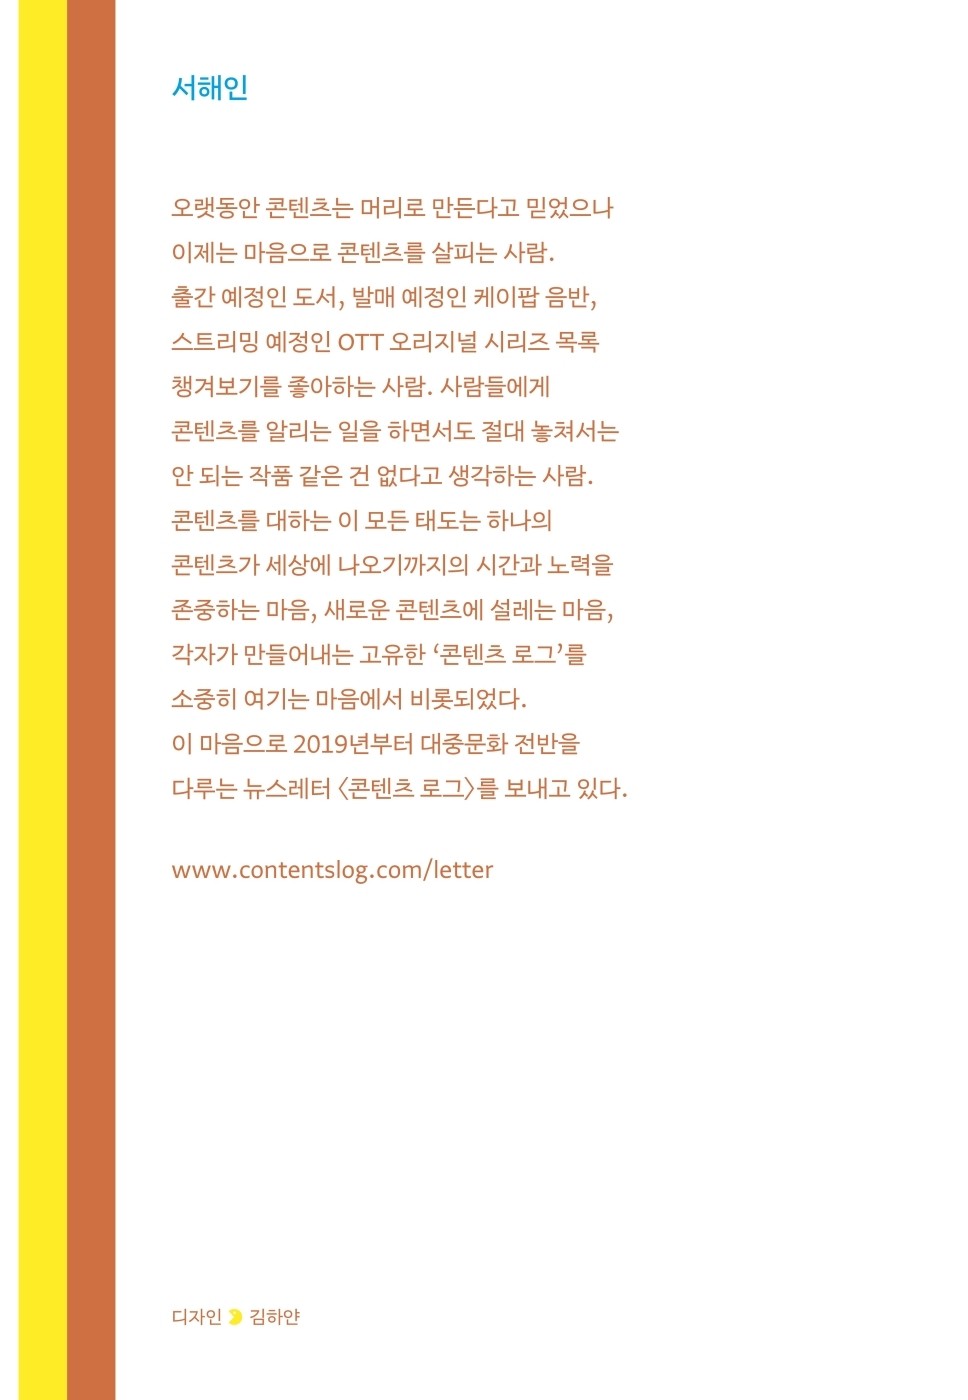 서해인
오랫동안 콘텐츠는 머리로 만든다고 믿었으나
이제는 마음으로 콘텐츠를 살피는 사람.
출간 예정인 도서, 발매 예정인 케이팝 음반,
스트리밍 예정인 OTT 오리지널 시리즈 목록
챙겨보기를 좋아하는 사람. 사람들에게
콘텐츠를 알리는 일을 하면서도 절대 놓쳐서는
안 되는 작품 같은 건 없다고 생각하는 사람.
콘텐츠를 대하는 이 모든 태도는 하나의
콘텐츠가 세상에 나오기까지의 시간과 노력을
존중하는 마음, 새로운 콘텐츠에 설레는 마음,
각자가 만들어내는 고유한 ‘콘텐츠 로그’를
소중히 여기는 마음에서 비롯되었다.
이 마음으로 2019년부터 대중문화 전반을
다루는 뉴스레터 〈콘텐츠 로그〉를 보내고 있다.
www.contentslog.com/letter
디자인 김하얀